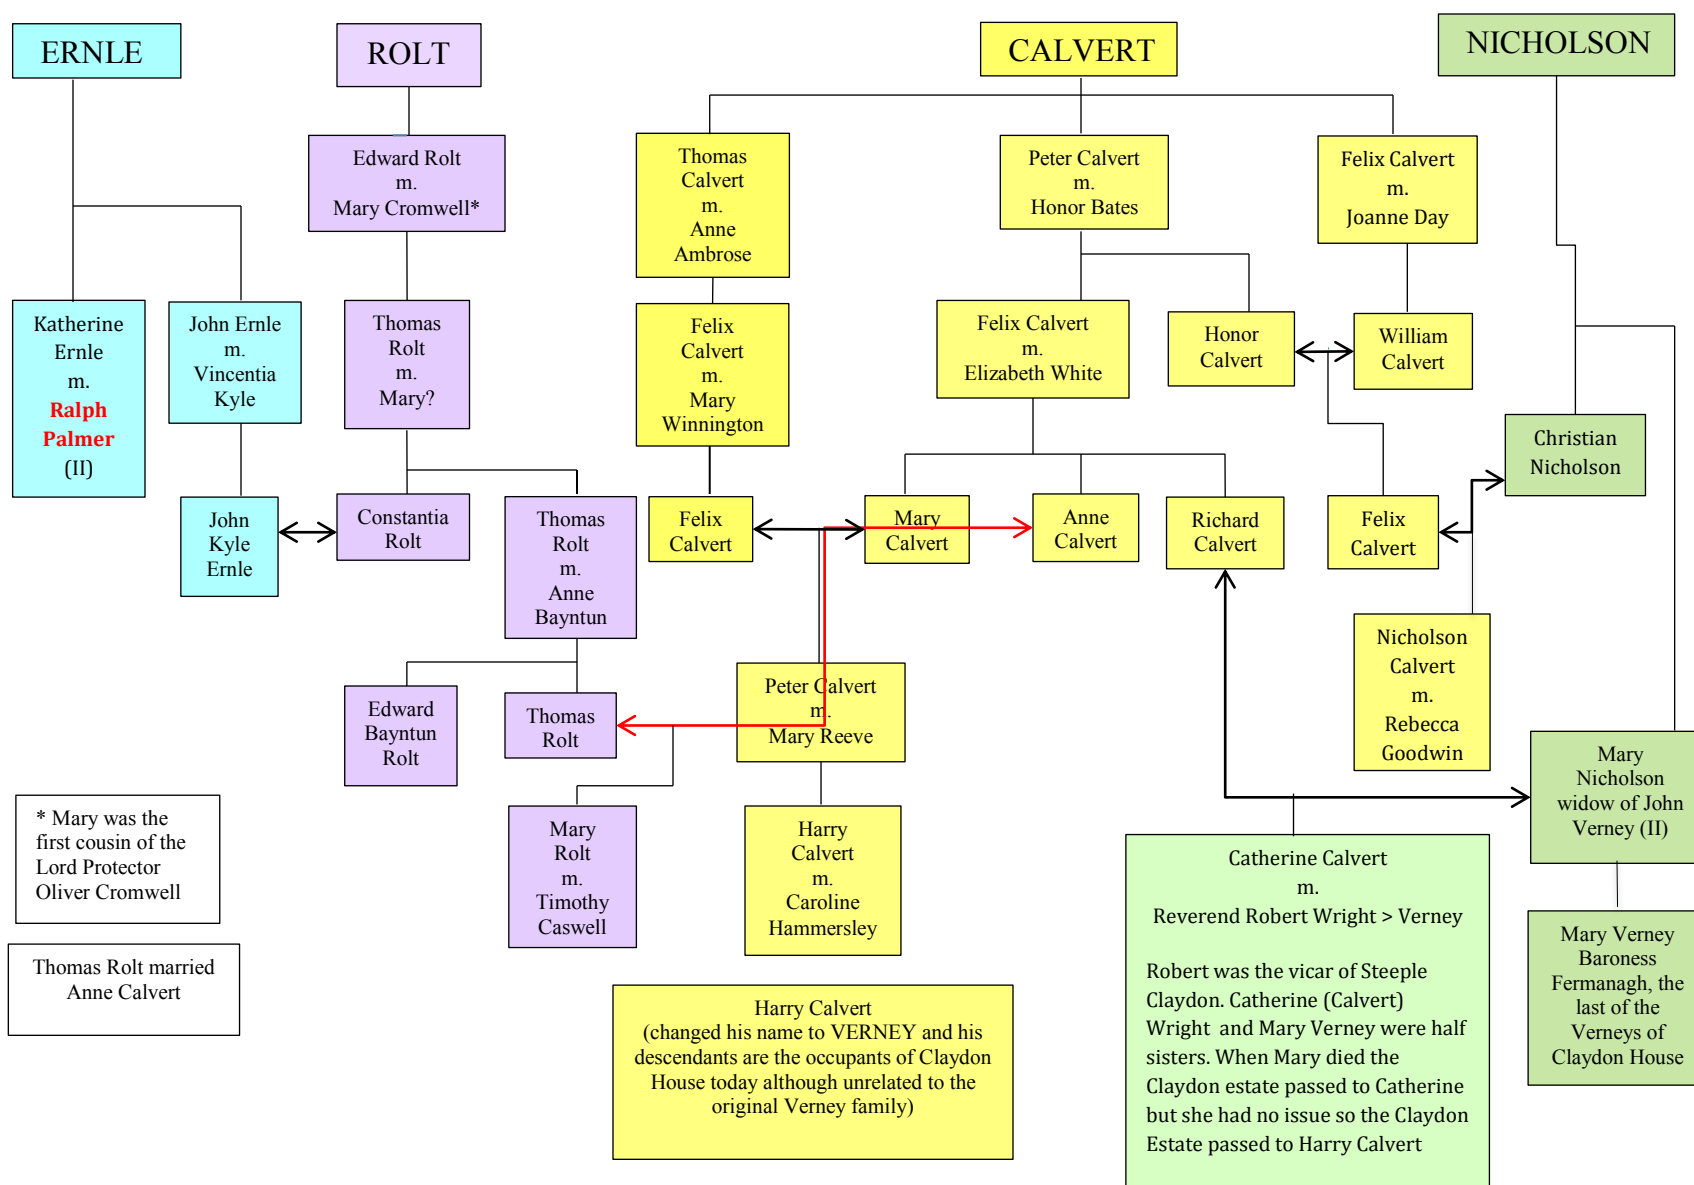 ERNLE
ROLT
CALVERT
NICHOLSON
Edward Rolt
m.
Mary Cromwell*
Thomas
Calvert
m.
Anne
Ambrose
Peter Calvert
m.
Honor Bates
Felix Calvert
m.
Joanne Day
Katherine
Ernle
m.
Ralph
Palmer
(II)
John Ernle
m.
Vincentia
Kyle
Thomas
Rolt
m.
Mary?
Felix
Calvert
m.
Mary
Winnington
Felix Calvert
m.
Elizabeth White
Honor
Calvert
William
Calvert
Christian
Nicholson
John
Kyle
Ernle
Constantia
Rolt
Thomas
Rolt
m.
Anne
Bayntun
Felix
Calvert
Mary
Calvert
Anne
Calvert
Richard
Calvert
Felix
Calvert
Nicholson
Calvert
m.
Rebecca
Goodwin
Edward
Bayntun
Rolt
Thomas
Rolt
Peter Calvert
m.
Mary Reeve
Mary
Nicholson
widow of John
Verney (II)
* Mary was the
first cousin of the
Lord Protector
Oliver Cromwell
Mary
Rolt
m.
Timothy
Caswell
Harry
Calvert
m.
Caroline
Hammersley
Catherine Calvert
m.
Reverend Robert Wright > Verney
Robert was the vicar of Steeple
Claydon. Catherine (Calvert)
Wright and Mary Verney were half
sisters. When Mary died the
Claydon estate passed to Catherine
but she had no issue so the Claydon
Estate passed to Harry Calvert
Mary Verney
Baroness
Fermanagh, the
last of the
Verneys of
Claydon House
Thomas Rolt married
Anne Calvert
Harry Calvert
(changed his name to VERNEY and his
descendants are the occupants of Claydon
House today although unrelated to the
original Verney family)